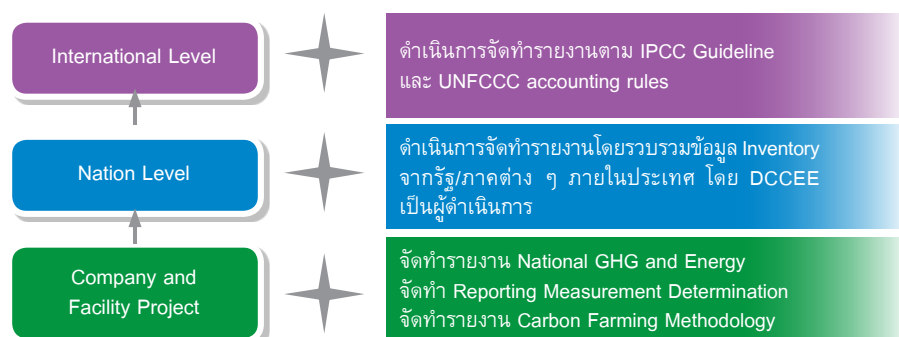 International Level
ดำเนินการจัดทำรายงานตาม IPCC Guideline
และ UNFCCC accounting rules
Nation Level
ดำเนินการจัดทำรายงานโดยรวบรวมข้อมูล Inventory
จากรัฐ/ภาคต่าง ๆ ภายในประเทศ โดย DCCEE
เป็นผู้ดำเนินการ
Company and
Facility Project
จัดทำรายงาน National GHG and Energy
จัดทำ Reporting Measurement Determination
จัดทำรายงาน Carbon Farming Methodology